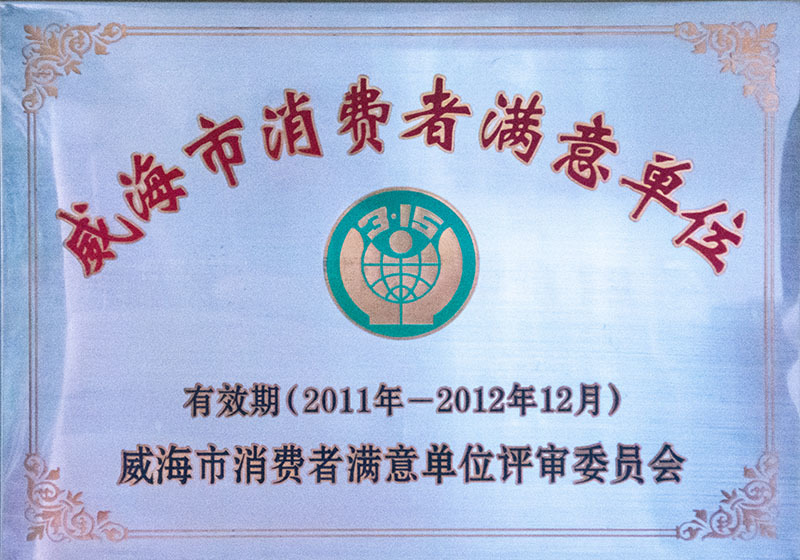 威海市消费者满意单位
3·15
有效期(2011年－2012年12月)
威海市消费者满意单位评审委员会